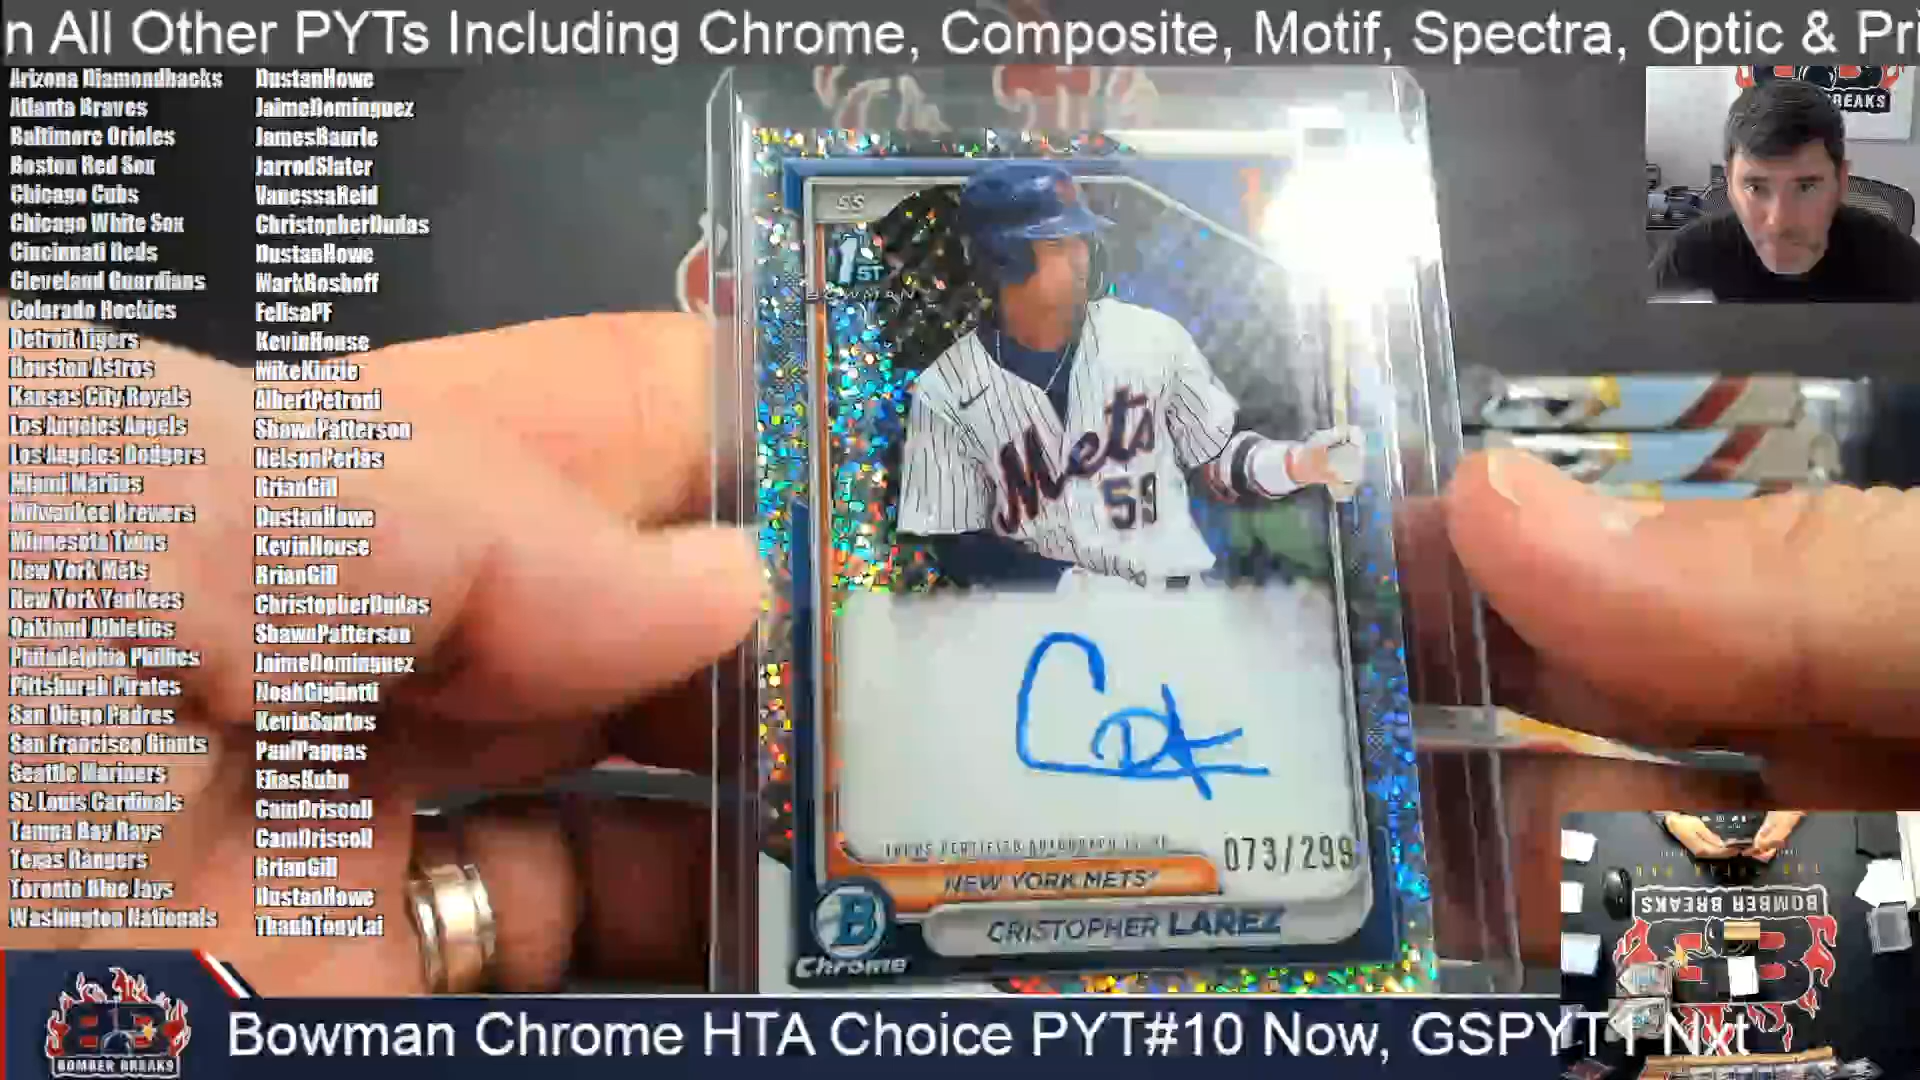 n All Other PYTs Including Chrome, Composite, Motif, Spectra, Optic & Pri
Arizona Diamondbacks DustanHowe
Atlanta Braves JaimeDominguez
Baltimore Orioles JamesBaurle
Boston Red Sox JarrodSlater
Chicago Cubs VanessaReid
Chicago White Sox ChristopherDudas
Cincinnati Reds DustanHowe
Cleveland Guardians MarkBoshoff
Colorado Rockies FelisaPF
Detroit Tigers KevinHouse
Houston Astros MikeKinzie
Kansas City Royals AlbertPetroni
Los Angeles Angels ShawnPatterson
Los Angeles Dodgers NelsonPerlas
Miami Marlins BrianGill
Milwaukee Brewers DustanHowe
Minnesota Twins KevinHouse
New York Mets BrianGill
New York Yankees ChristopherDudas
Oakland Athletics ShawnPatterson
Philadelphia Phillies JaimeDominguez
Pittsburgh Pirates
San Diego Padres KevinSantos
San Francisco Giants PaulPappas
Seattle Mariners EliasKuhn
St. Louis Cardinals CamDriscoll
Tampa Bay Rays CamDriscoll
Texas Rangers BrianGill
Toronto Blue Jays DustanHowe
Washington Nationals ThanhTonyLai
SS
1ST
BOWMAN
Mets
59
073/299
NEW YORK METS
CRISTOPHER LAREZ
B
Chrome
BREAKS
BOMBER BREAKS
BOMBER BREAKS
Bowman Chrome HTA Choice PYT#10 Now, GSPYT1 Nxt